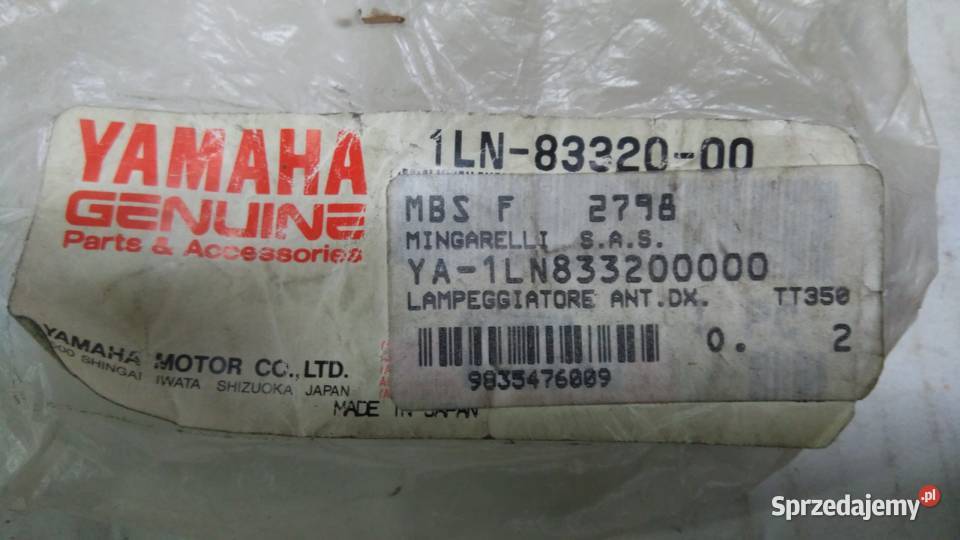 YAMAHA
GENUINE
Parts & Accessories
1LN-83320-00
MBS F 2798
MINGARELLI S.A.S.
YA-1LN833200000
LAMPEGGIATORE ANT.DX. TT350
0. 2
9835476009
YAMAHA MOTOR CO., LTD.
SHINGAI IWATA SHIZUOKA JAPAN
MADE IN JAPAN
Sprzedajemy.pl